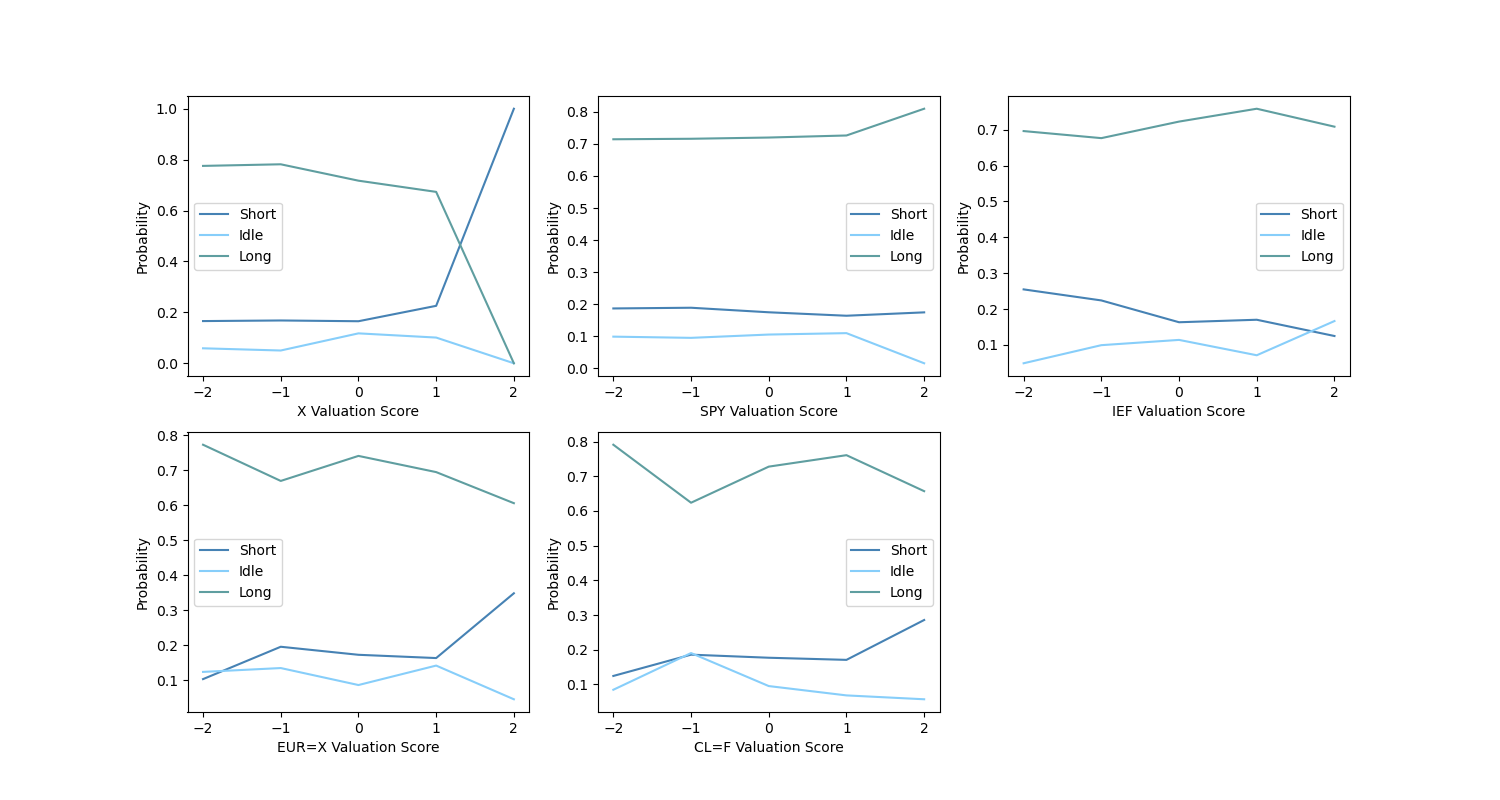 1.0
0.8
0.6
0.4
0.2
0.0
Probability
Short
Idle
Long
−2 −1 0 1 2
X Valuation Score
0.8
0.7
0.6
0.5
0.4
0.3
0.2
0.1
0.0
Probability
Short
Idle
Long
−2 −1 0 1 2
SPY Valuation Score
0.7
0.6
0.5
0.4
0.3
0.2
0.1
Probability
Short
Idle
Long
−2 −1 0 1 2
IEF Valuation Score
0.8
0.7
0.6
0.5
0.4
0.3
0.2
0.1
Probability
Short
Idle
Long
−2 −1 0 1 2
EUR=X Valuation Score
0.8
0.7
0.6
0.5
0.4
0.3
0.2
0.1
Probability
Short
Idle
Long
−2 −1 0 1 2
CL=F Valuation Score